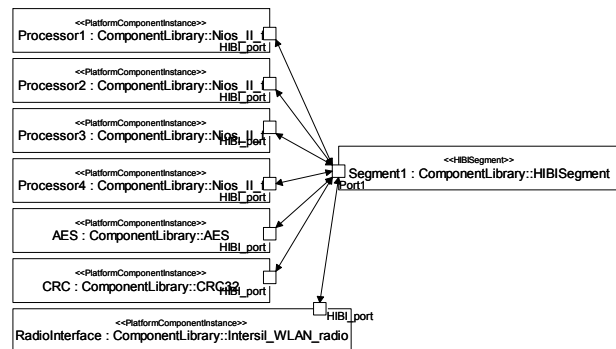 <<PlatformComponentInstance>>
Processor1 : ComponentLibrary::Nios_II_f
HIBI_port
<<PlatformComponentInstance>>
Processor2 : ComponentLibrary::Nios_II_f
HIBI_port
<<PlatformComponentInstance>>
Processor3 : ComponentLibrary::Nios_II_f
HIBI_port
<<HIBISegment>>
Segment1 : ComponentLibrary::HIBISegment
Port1
<<PlatformComponentInstance>>
Processor4 : ComponentLibrary::Nios_II_f
HIBI_port
<<PlatformComponentInstance>>
AES : ComponentLibrary::AES
HIBI_port
<<PlatformComponentInstance>>
CRC : ComponentLibrary::CRC32
HIBI_port
HIBI_port
<<PlatformComponentInstance>>
RadioInterface : ComponentLibrary::Intersil_WLAN_radio